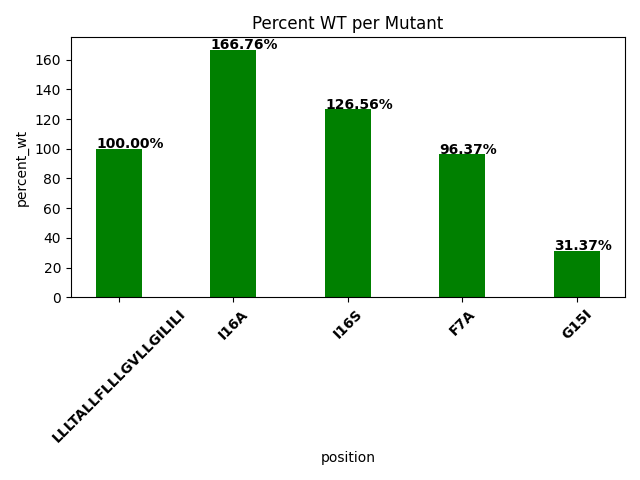 Percent WT per Mutant
percent_wt
160
140
120
100
80
60
40
20
0
100.00%
166.76%
126.56%
96.37%
31.37%
LLLTALLFLLLGVLLGILILI
I16A
I16S
F7A
G15I
position